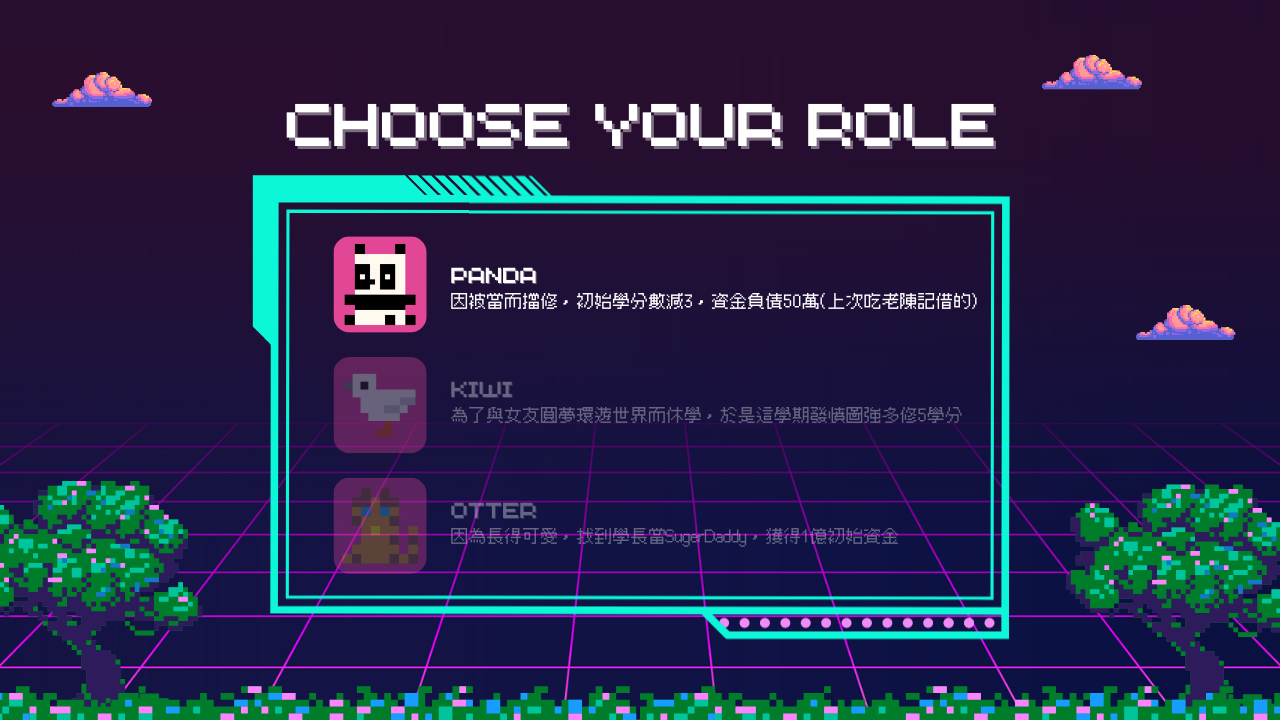 CHOOSE YOUR ROLE
PANDA
因被當而擋修，初始學分數減3，資金負債50萬(上次吃老陳記借的)
KIWI
為了與女友圓夢環遊世界而休學，於是這學期發憤圖強多修5學分
OTTER
因為長得可愛，找到學長當SugerDaddy，獲得1億初始資金